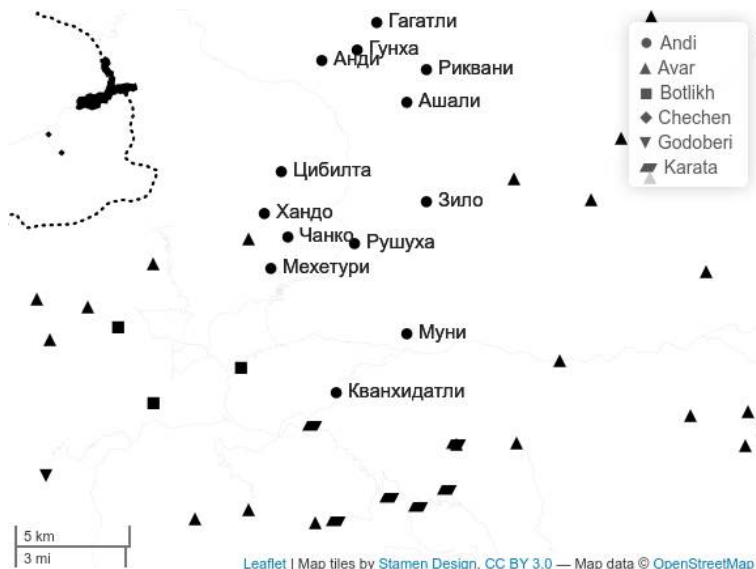 Гагатли
Гунха
Анди
Риквани
Ашали
Цибилта
Зило
Хандо
Чанко
Рушуха
Мехетури
Муни
Кванхидатли
Andi
Avar
Botlikh
Chechen
Godoberi
Karata
5 km
3 mi
Leaflet | Map tiles by Stamen Design, CC BY 3.0 — Map data © OpenStreetMap